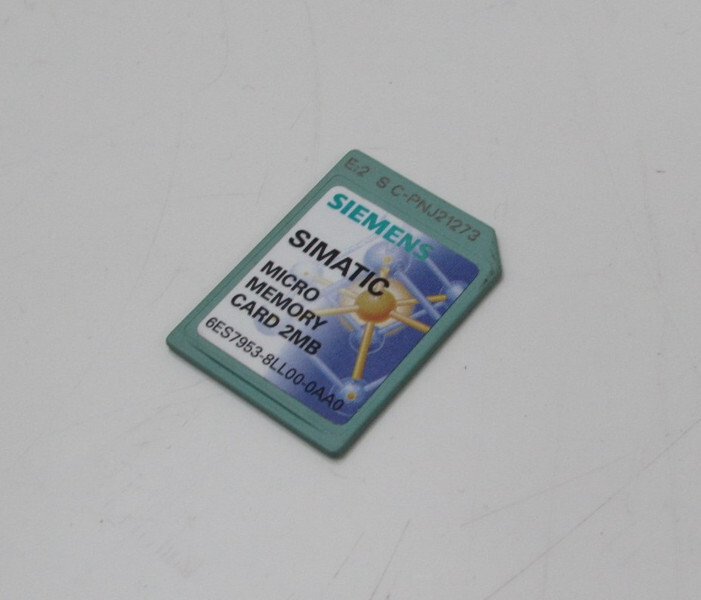 E:2 S C-PNJ21273
SIEMENS
SIMATIC
MICRO
MEMORY
CARD 2MB
6ES7953-8LL00-0AA0